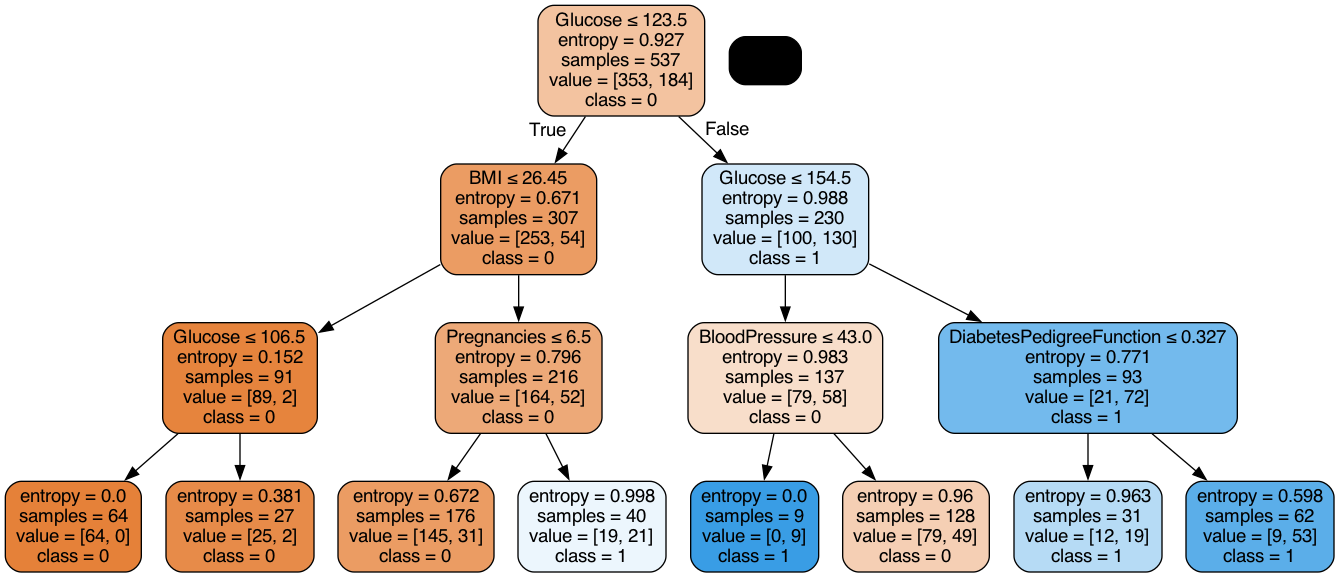 Glucose ≤ 123.5
entropy = 0.927
samples = 537
value = [353, 184]
class = 0
True
False
BMI ≤ 26.45
entropy = 0.671
samples = 307
value = [253, 54]
class = 0
Glucose ≤ 154.5
entropy = 0.988
samples = 230
value = [100, 130]
class = 1
Glucose ≤ 106.5
entropy = 0.152
samples = 91
value = [89, 2]
class = 0
Pregnancies ≤ 6.5
entropy = 0.796
samples = 216
value = [164, 52]
class = 0
BloodPressure ≤ 43.0
entropy = 0.983
samples = 137
value = [79, 58]
class = 0
DiabetesPedigreeFunction ≤ 0.327
entropy = 0.771
samples = 93
value = [21, 72]
class = 1
entropy = 0.0
samples = 64
value = [64, 0]
class = 0
entropy = 0.381
samples = 27
value = [25, 2]
class = 0
entropy = 0.672
samples = 176
value = [145, 31]
class = 0
entropy = 0.998
samples = 40
value = [19, 21]
class = 1
entropy = 0.0
samples = 9
value = [0, 9]
class = 1
entropy = 0.96
samples = 128
value = [79, 49]
class = 0
entropy = 0.963
samples = 31
value = [12, 19]
class = 1
entropy = 0.598
samples = 62
value = [9, 53]
class = 1